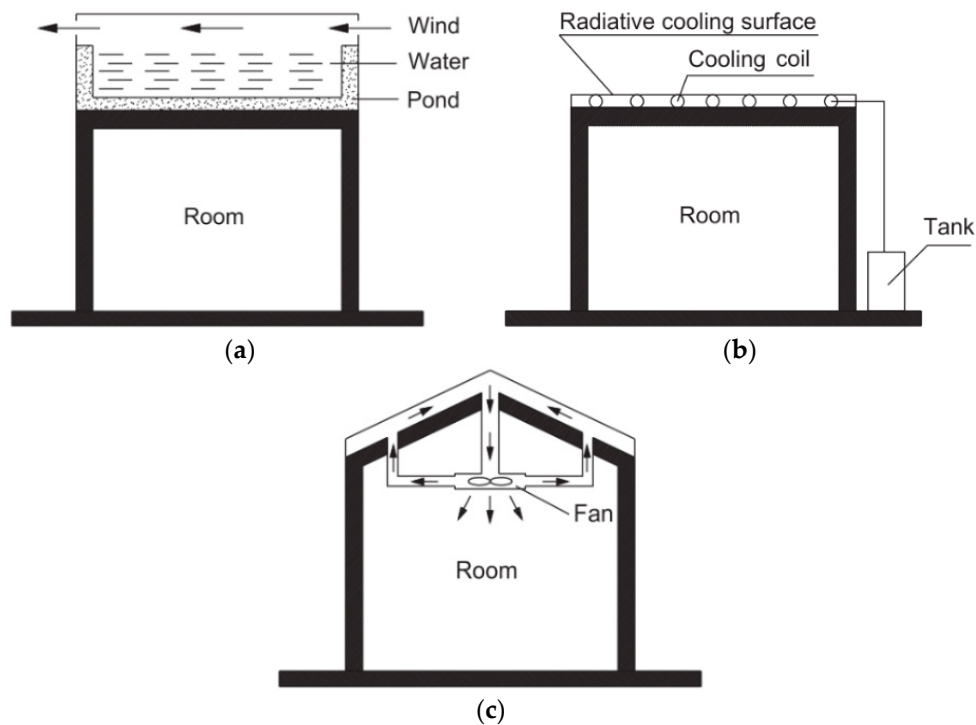 Wind
Water
Pond
Room
(a)
Radiative cooling surface
Cooling coil
Room
Tank
(b)
Fan
Room
(c)